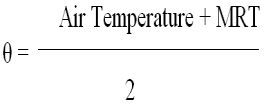 θ = Air Temperature + MRT
2